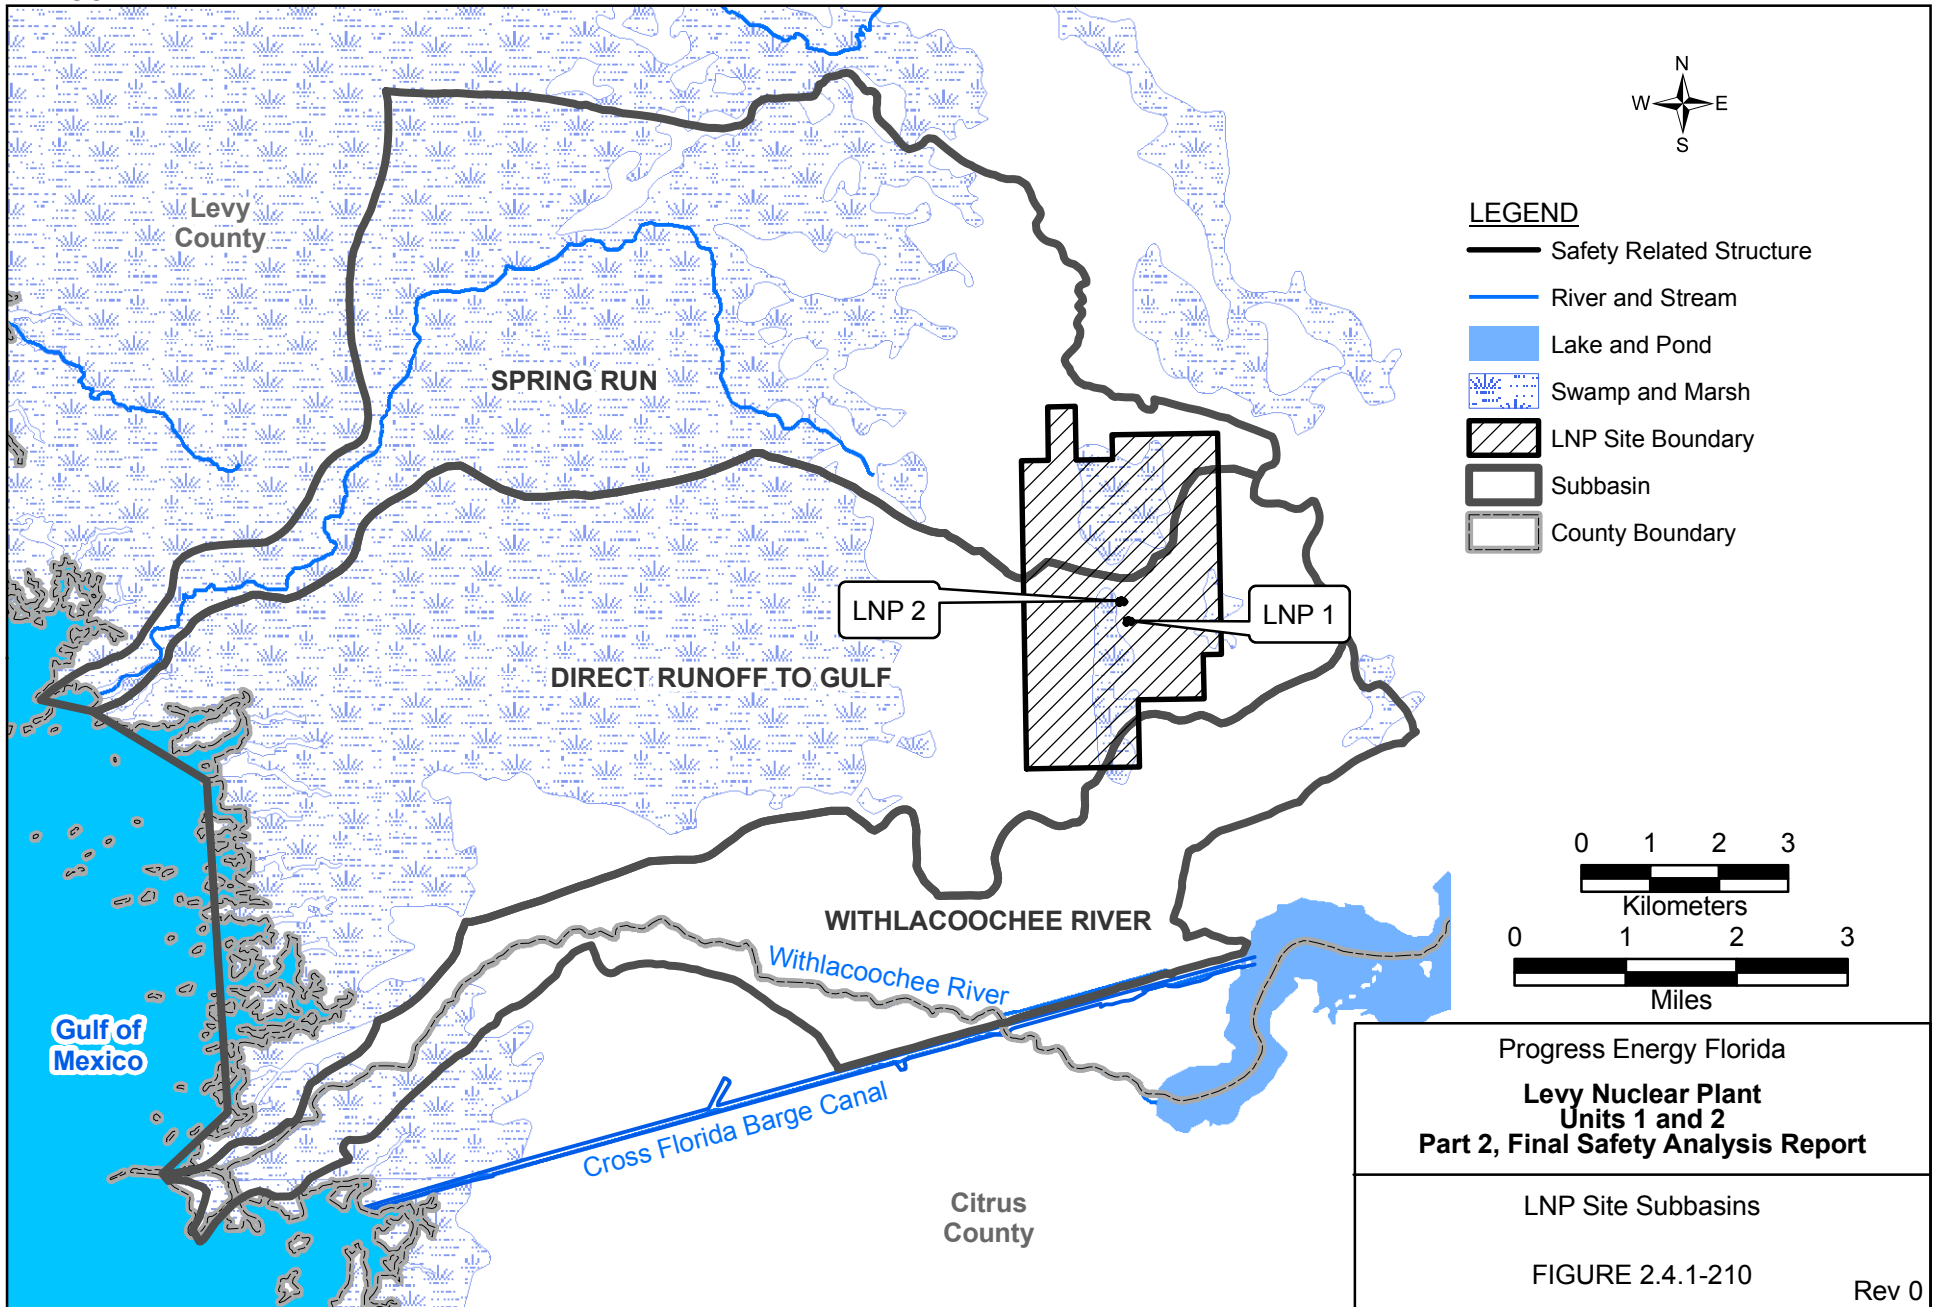 N
W
E
S
LEGEND
Safety Related Structure
River and Stream
Lake and Pond
Swamp and Marsh
LNP Site Boundary
Subbasin
County Boundary
Levy
County
SPRING RUN
LNP 2
LNP 1
DIRECT RUNOFF TO GULF
WITHLACOOCHEE RIVER
Withlacoochee River
Gulf of
Mexico
Cross Florida Barge Canal
Citrus
County
0 1 2 3
Kilometers
0 1 2 3
Miles
Progress Energy Florida
Levy Nuclear Plant
Units 1 and 2
Part 2, Final Safety Analysis Report
LNP Site Subbasins
FIGURE 2.4.1-210
Rev 0